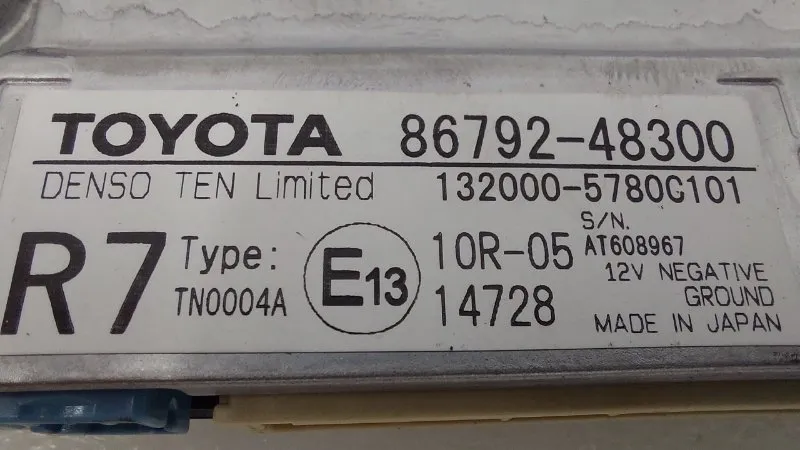 TOYOTA 86792-48300
DENSO TEN Limited 132000-5780C101
S/N.
R7 Type: E13 10R-05 AT608967
TN0004A 14728 12V NEGATIVE
GROUND
MADE IN JAPAN